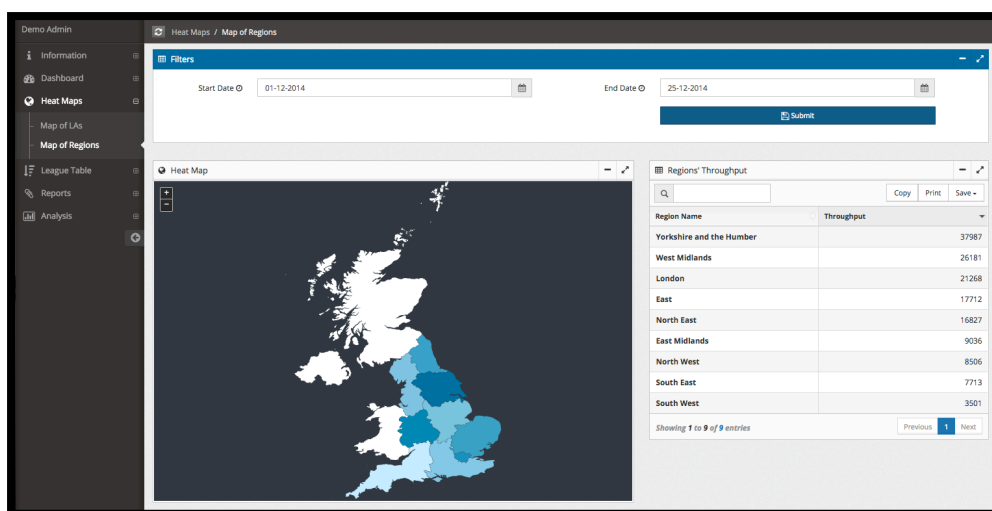 Demo Admin
Heat Maps / Map of Regions
Information
Dashboard
Heat Maps
Map of LAs
Map of Regions
League Table
Reports
Analysis
Filters
Start Date
01-12-2014
End Date
25-12-2014
Submit
Heat Map
+
−
Regions' Throughput
Copy Print Save
Region Name Throughput
Yorkshire and the Humber 37987
West Midlands 26181
London 21268
East 17712
North East 16827
East Midlands 9036
North West 8506
South East 7713
South West 3501
Showing 1 to 9 of 9 entries
Previous 1 Next